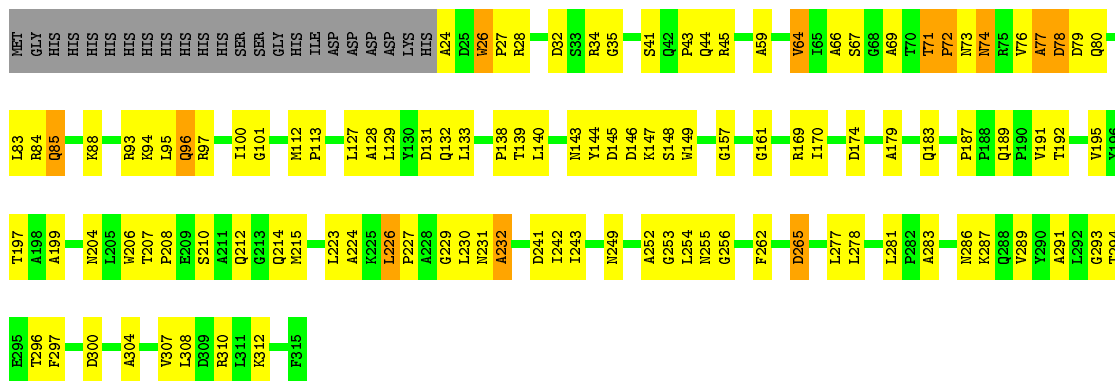 MET GLY HIS HIS HIS HIS HIS HIS HIS HIS HIS HIS SER SER GLY HIS ILE ASP ASP ASP ASP LYS HIS A24 D25 W26 P27 R28 D32 S33 R34 G35 S41 Q42 P43 Q44 R45 A59 V64 I65 A66 S67 G68 A69 T70 T71 P72 N73 N74 R75 V76 A77 D78 D79 Q80
L83 R84 Q85 K88 R93 K94 L95 Q96 R97 I100 G101 M112 P113 L127 A128 L129 Y130 D131 Q132 L133 P138 T139 L140 N143 Y144 D145 D146 K147 S148 W149 G157 G161 R169 I170 D174 A179 Q183 P187 P188 Q189 P190 V191 T192 V195 Y196
T197 A198 A199 N204 L205 W206 T207 P208 E209 S210 A211 Q212 G213 Q214 M215 L223 A224 K225 L226 P227 A228 G229 L230 N231 A232 D241 I242 I243 N249 A252 G253 L254 N255 G256 F262 D265 L277 L278 L281 P282 A283 N286 K287 Q288 V289 Y290 A291 L292 G293 T294
E295 T296 F297 D300 A304 V307 L308 D309 R310 L311 K312 F315